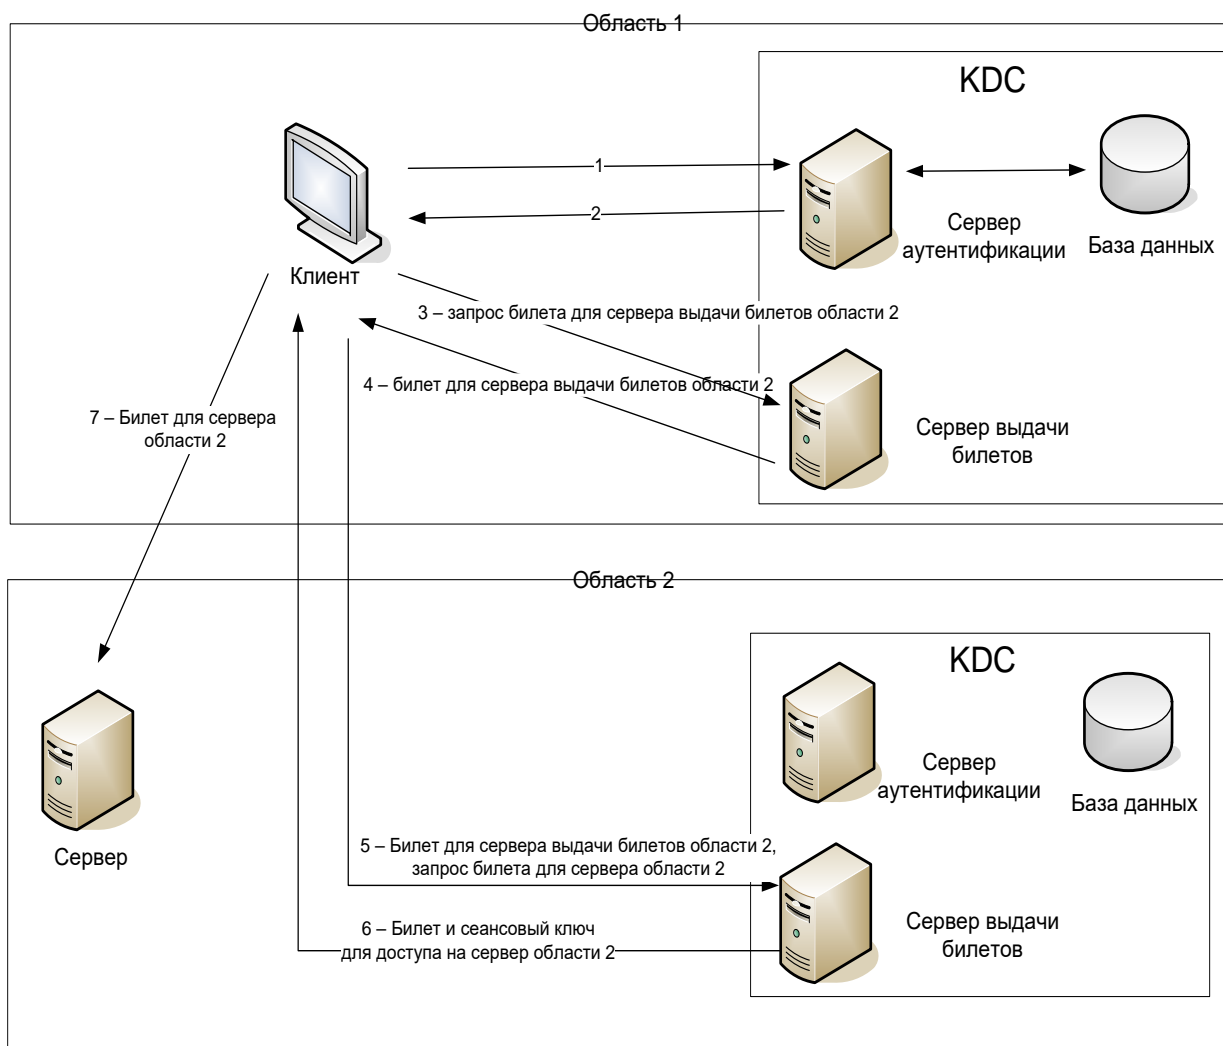 Область 1
KDC
1
2
Сервер
аутентификации
База данных
Клиент
3 – запрос билета для сервера выдачи билетов области 2
4 – билет для сервера выдачи билетов области 2
7 – Билет для сервера
области 2
Сервер выдачи
билетов
Область 2
KDC
Сервер
аутентификации
База данных
Сервер
5 – Билет для сервера выдачи билетов области 2,
запрос билета для сервера области 2
6 – Билет и сеансовый ключ
для доступа на сервер области 2
Сервер выдачи
билетов